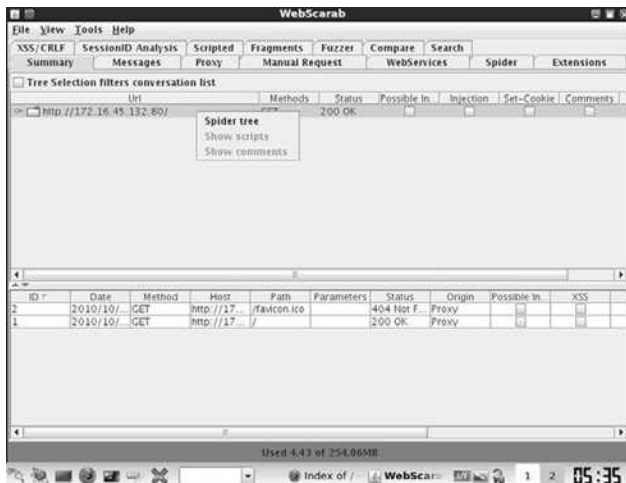 WebScarab
File View Tools Help
XSS/CRLF SessionID Analysis Scripted Fragments Fuzzer Compare Search
Summary Messages Proxy Manual Request WebServices Spider Extensions
Tree Selection filters conversation list
Url Methods Status Possible In... Injection Set-Cookie Comments
http://172.16.45.132:80/ GET 200 OK
Spider tree
Show scripts
Show comments
ID Date Method Host Path Parameters Status Origin Possible In... XSS
2 2010/10/... GET http://17... /favicon.ico 404 Not F... Proxy
1 2010/10/... GET http://17... / 200 OK Proxy
Used 4.43 of 254.06MB
Index of / WebScara 1 2 05:35